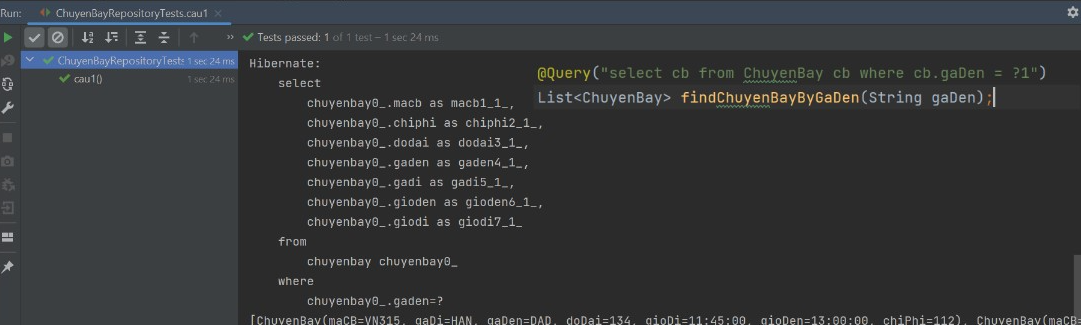 Run: ChuyenBayRepositoryTests.cau1 ×
» Tests passed: 1 of 1 test – 1 sec 24 ms
ChuyenBayRepositoryTests 1 sec 24 ms
cau1() 1 sec 24 ms
Hibernate:
select
chuyenbay0_.macb as macb1_1_,
chuyenbay0_.chiphi as chiphi2_1_,
chuyenbay0_.dodai as dodai3_1_,
chuyenbay0_.gaden as gaden4_1_,
chuyenbay0_.gadi as gadi5_1_,
chuyenbay0_.gioden as gioden6_1_,
chuyenbay0_.giodi as giodi7_1_
from
chuyenbay chuyenbay0_
where
chuyenbay0_.gaden=?
[ChuyenBay(maCB=VN315, gaDi=HAN, gaDen=DAD, doDai=134, gioDi=11:45:00, gioDen=13:00:00, chiPhi=112), ChuyenBay(maCB=
@Query("select cb from ChuyenBay cb where cb.gaDen = ?1")
List<ChuyenBay> findChuyenBayByGaDen(String gaDen);